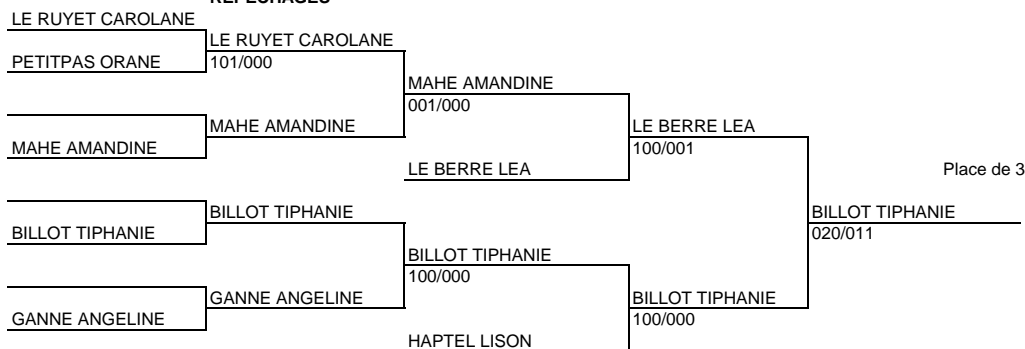 REPECHAGES
LE RUYET CAROLANE
LE RUYET CAROLANE
PETITPAS ORANE
101/000
MAHE AMANDINE
001/000
MAHE AMANDINE
LE BERRE LEA
MAHE AMANDINE
100/001
LE BERRE LEA
Place de 3
BILLOT TIPHANIE
BILLOT TIPHANIE
BILLOT TIPHANIE
020/011
BILLOT TIPHANIE
100/000
GANNE ANGELINE
BILLOT TIPHANIE
GANNE ANGELINE
100/000
HAPTEL LISON